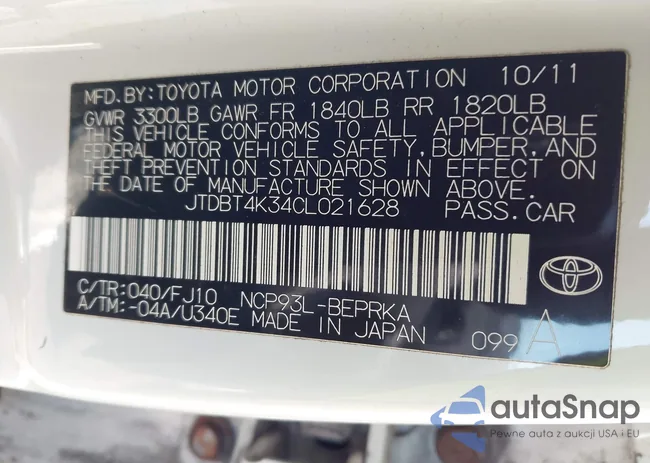 MFD.BY:TOYOTA MOTOR CORPORATION 10/11
GVWR 3300LB GAWR FR 1840LB RR 1820LB
THIS VEHICLE CONFORMS TO ALL APPLICABLE
FEDERAL MOTOR VEHICLE SAFETY,BUMPER,AND
THEFT PREVENTION STANDARDS IN EFFECT ON
THE DATE OF MANUFACTURE SHOWN ABOVE.
JTDBT4K34CL021628 PASS.CAR
C/TR:040/FJ10 NCP93L-BEPRKA
A/TM:-04A/U340E MADE IN JAPAN 099 A
autaSnap
Pewne auta z aukcji USA i EU